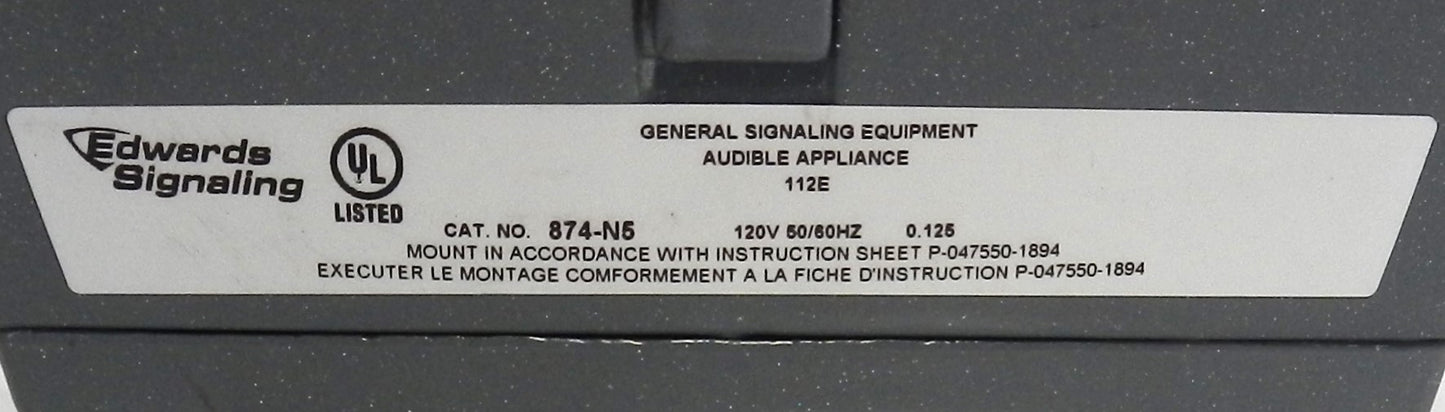 Edwards
Signaling
UL
LISTED
GENERAL SIGNALING EQUIPMENT
AUDIBLE APPLIANCE
112E
CAT. NO. 874-N5 120V 50/60HZ 0.125
MOUNT IN ACCORDANCE WITH INSTRUCTION SHEET P-047550-1894
EXECUTER LE MONTAGE COMFORMEMENT A LA FICHE D'INSTRUCTION P-047550-1894